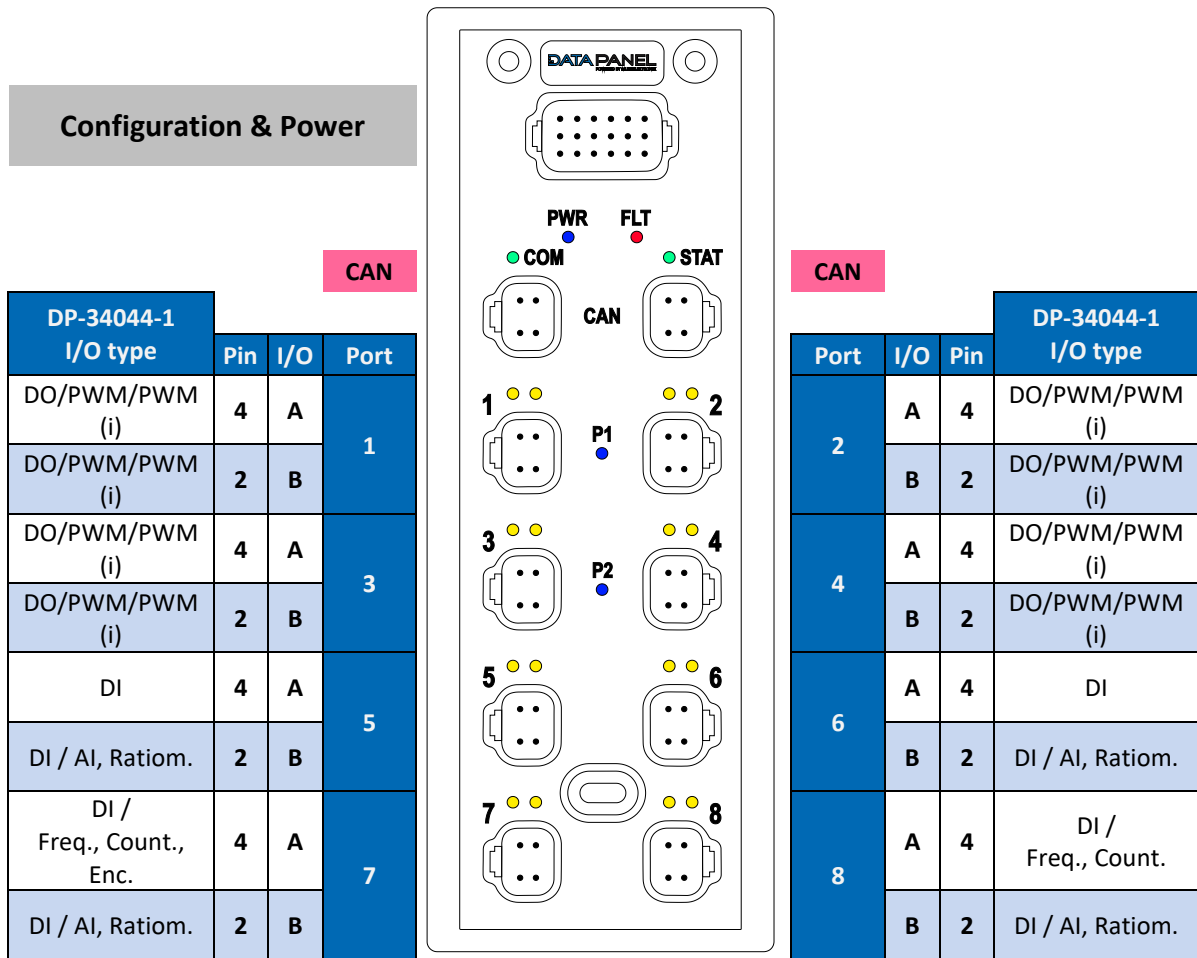 DATA PANEL
Configuration & Power
PWR FLT
COM STAT
CAN CAN CAN
DP-34044-1
I/O type Pin I/O Port
DO/PWM/PWM
(i) 4 A
1
DO/PWM/PWM
(i) 2 B
DO/PWM/PWM
(i) 4 A
3
DO/PWM/PWM
(i) 2 B
DI 4 A
5
DI / AI, Ratiom. 2 B
DI /
Freq., Count.,
Enc. 4 A
7
DI / AI, Ratiom. 2 B
1 2
P1
3 4
P2
5 6
7 8
DP-34044-1
Port I/O Pin I/O type
2
A 4 DO/PWM/PWM
(i)
B 2 DO/PWM/PWM
(i)
4
A 4 DO/PWM/PWM
(i)
B 2 DO/PWM/PWM
(i)
6
A 4 DI
B 2 DI / AI, Ratiom.
8
A 4 DI /
Freq., Count.
B 2 DI / AI, Ratiom.